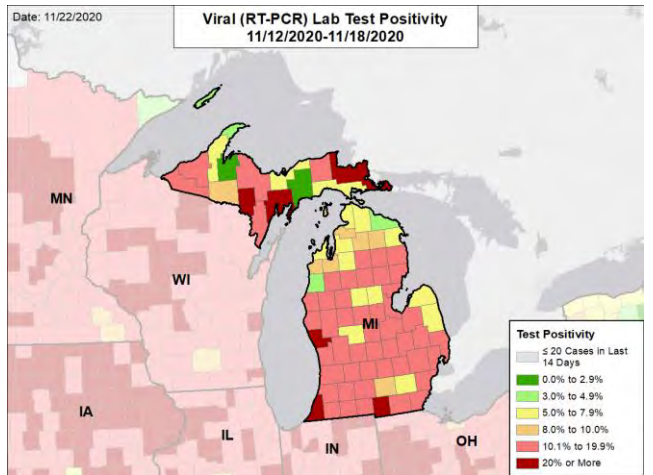 Date: 11/22/2020
Viral (RT-PCR) Lab Test Positivity
11/12/2020-11/18/2020
MN
WI
MI
IA
IL
IN
OH
Test Positivity
≤ 20 Cases in Last
14 Days
0.0% to 2.9%
3.0% to 4.9%
5.0% to 7.9%
8.0% to 10.0%
10.1% to 19.9%
20% or More